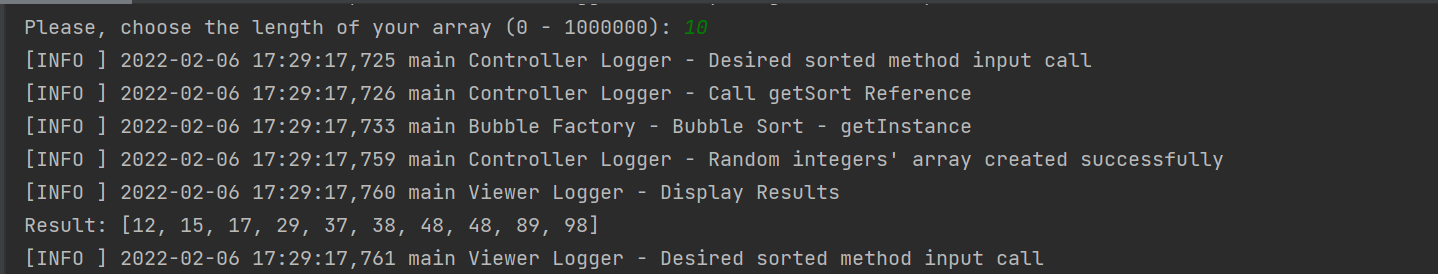 Please, choose the length of your array (0 - 1000000): 10
[INFO ] 2022-02-06 17:29:17,725 main Controller Logger - Desired sorted method input call
[INFO ] 2022-02-06 17:29:17,726 main Controller Logger - Call getSort Reference
[INFO ] 2022-02-06 17:29:17,733 main Bubble Factory - Bubble Sort - getInstance
[INFO ] 2022-02-06 17:29:17,759 main Controller Logger - Random integers' array created successfully
[INFO ] 2022-02-06 17:29:17,760 main Viewer Logger - Display Results
Result: [12, 15, 17, 29, 37, 38, 48, 48, 89, 98]
[INFO ] 2022-02-06 17:29:17,761 main Viewer Logger - Desired sorted method input call